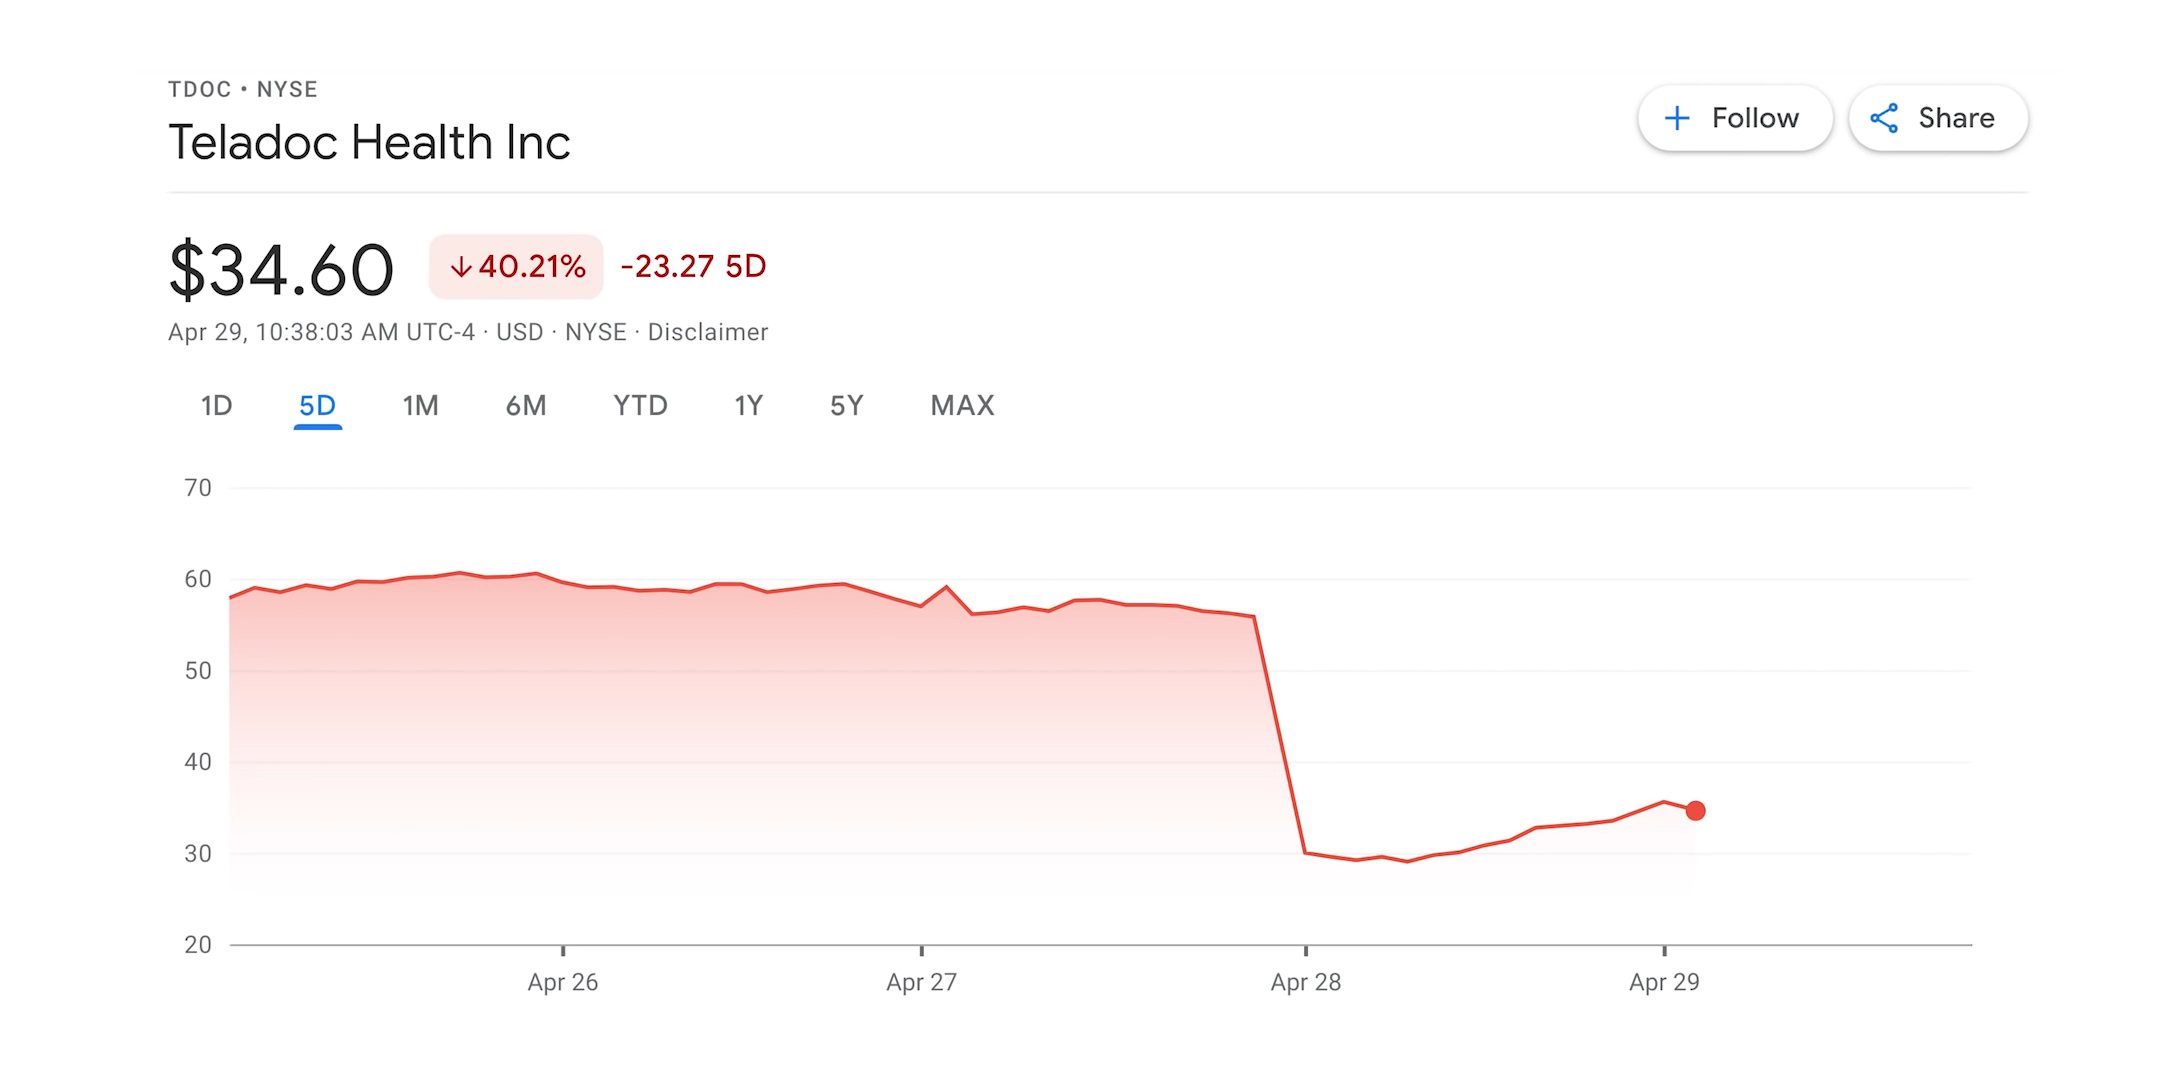 TDOC • NYSE
Teladoc Health Inc
Follow
Share
$34.60 ↓40.21% -23.27 5D
Apr 29, 10:38:03 AM UTC-4 · USD · NYSE · Disclaimer
1D 5D 1M 6M YTD 1Y 5Y MAX
70
60
50
40
30
20
Apr 26 Apr 27 Apr 28 Apr 29